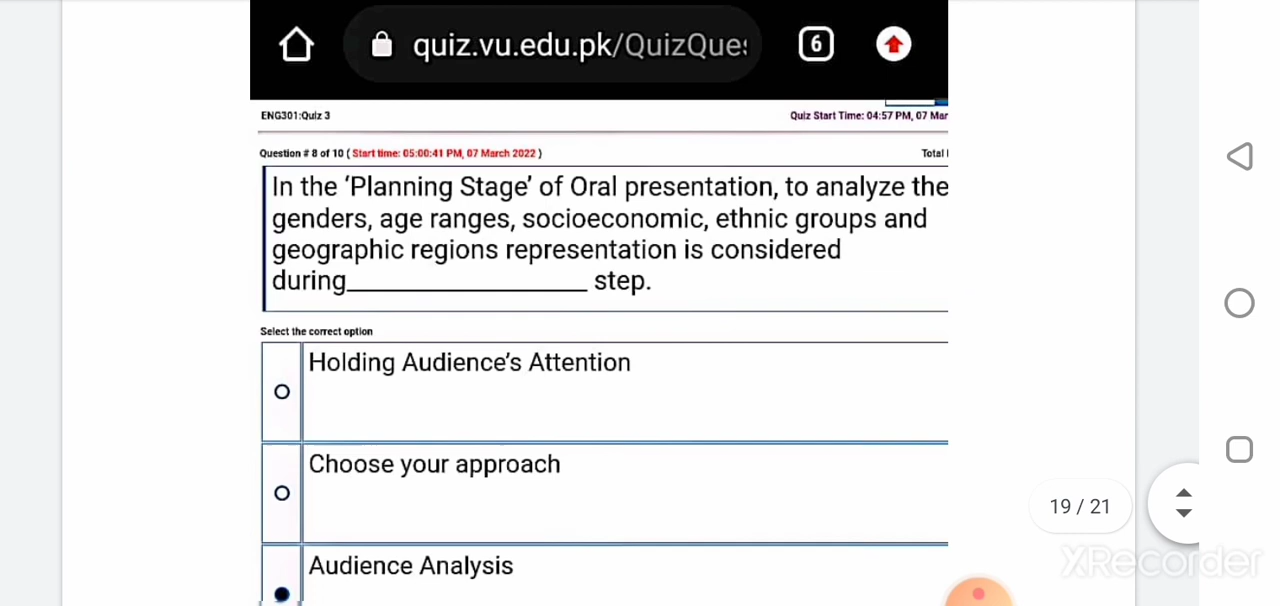 quiz.vu.edu.pk/QuizQues
6
ENG301:Quiz 3
Quiz Start Time: 04:57 PM, 07 Mar
Question # 8 of 10 ( Start time: 05:00:41 PM, 07 March 2022 )
Total
In the ‘Planning Stage’ of Oral presentation, to analyze the
genders, age ranges, socioeconomic, ethnic groups and
geographic regions representation is considered
during_________________ step.
Select the correct option
Holding Audience’s Attention
Choose your approach
Audience Analysis
19 / 21
XRecorder